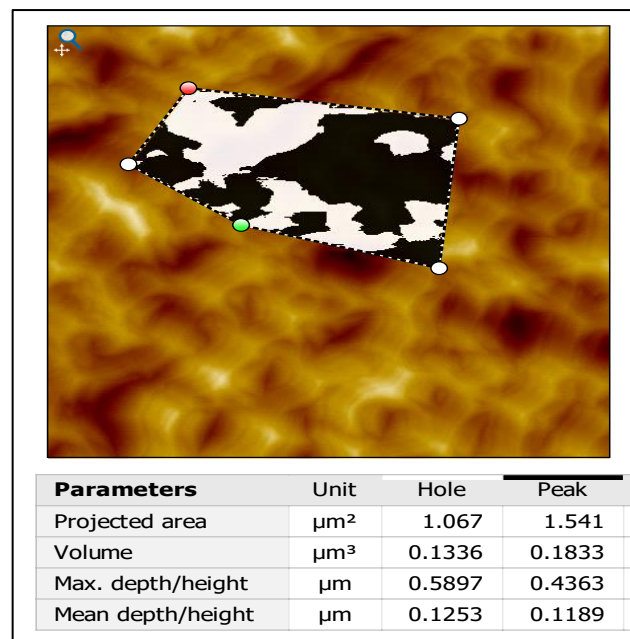 Parameters Unit Hole Peak
Projected area µm² 1.067 1.541
Volume µm³ 0.1336 0.1833
Max. depth/height µm 0.5897 0.4363
Mean depth/height µm 0.1253 0.1189